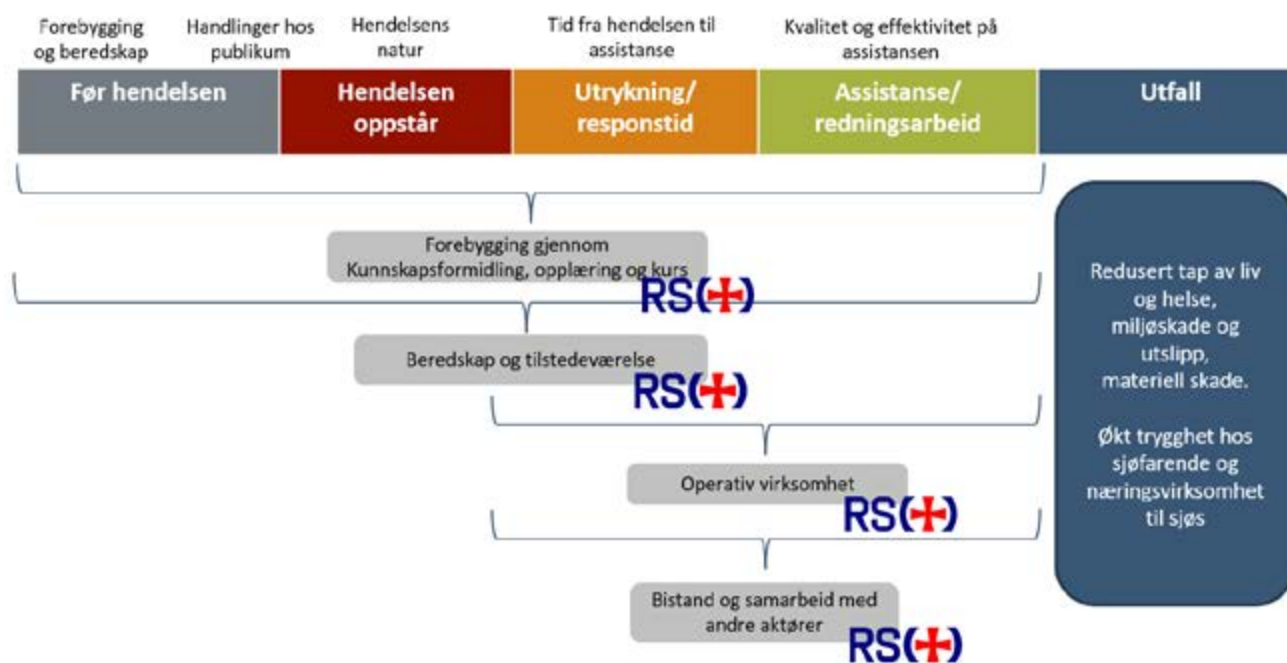 Forebygging
og beredskap
Handlinger hos
publikum
Hendelsens
natur
Tid fra hendelsen til
assistanse
Kvalitet og effektivitet på
assistansen
Før hendelsen
Hendelsen
oppstår
Utrykning/
responstid
Assistanse/
redningsarbeid
Utfall
Forebygging gjennom
Kunnskapsformidling, opplæring og kurs
RS
Beredskap og tilstedeværelse
RS
Operativ virksomhet
RS
Bistand og samarbeid med
andre aktører
RS
Redusert tap av liv
og helse,
miljøskade og
utslipp,
materiell skade.
Økt trygghet hos
sjøfarende og
næringsvirksomhet
til sjøs